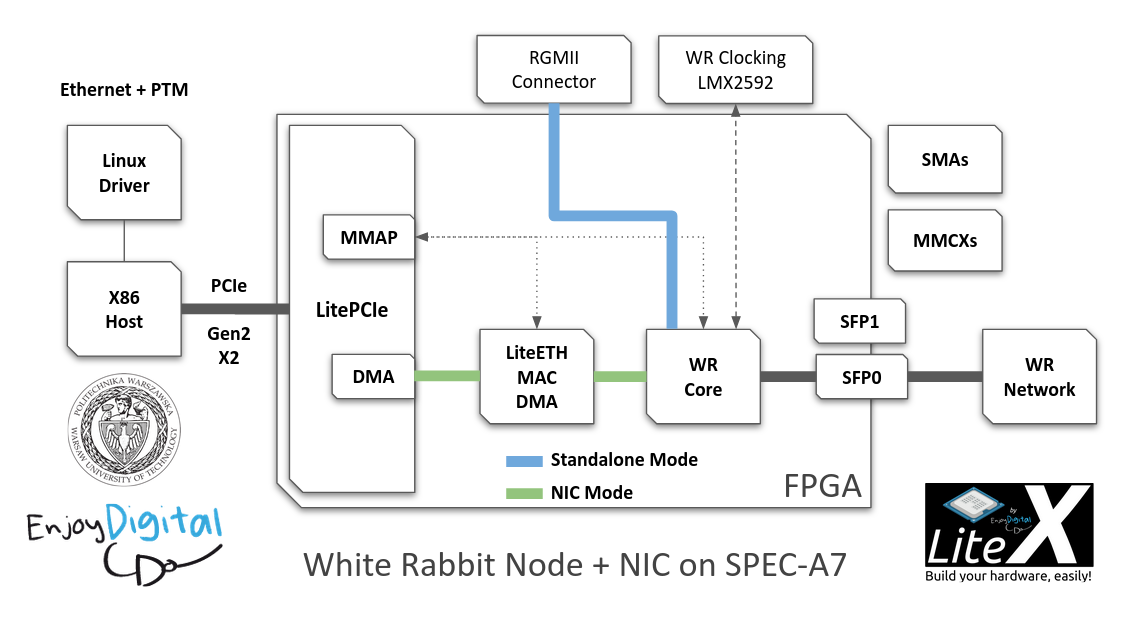 RGMII
Connector
WR Clocking
LMX2592
Ethernet + PTM
Linux
Driver
SMAs
MMCXs
MMAP
X86
Host
PCIe
Gen2
X2
LitePCIe
SFP1
DMA
LiteETH
MAC
DMA
WR
Core
SFP0
WR
Network
Standalone Mode
NIC Mode
FPGA
POLITECHNIKA WARSZAWSKA
WARSAW UNIVERSITY OF TECHNOLOGY
EnjoyDigital
White Rabbit Node + NIC on SPEC-A7
by
EnjoyDigital
LiteX
Build your hardware, easily!